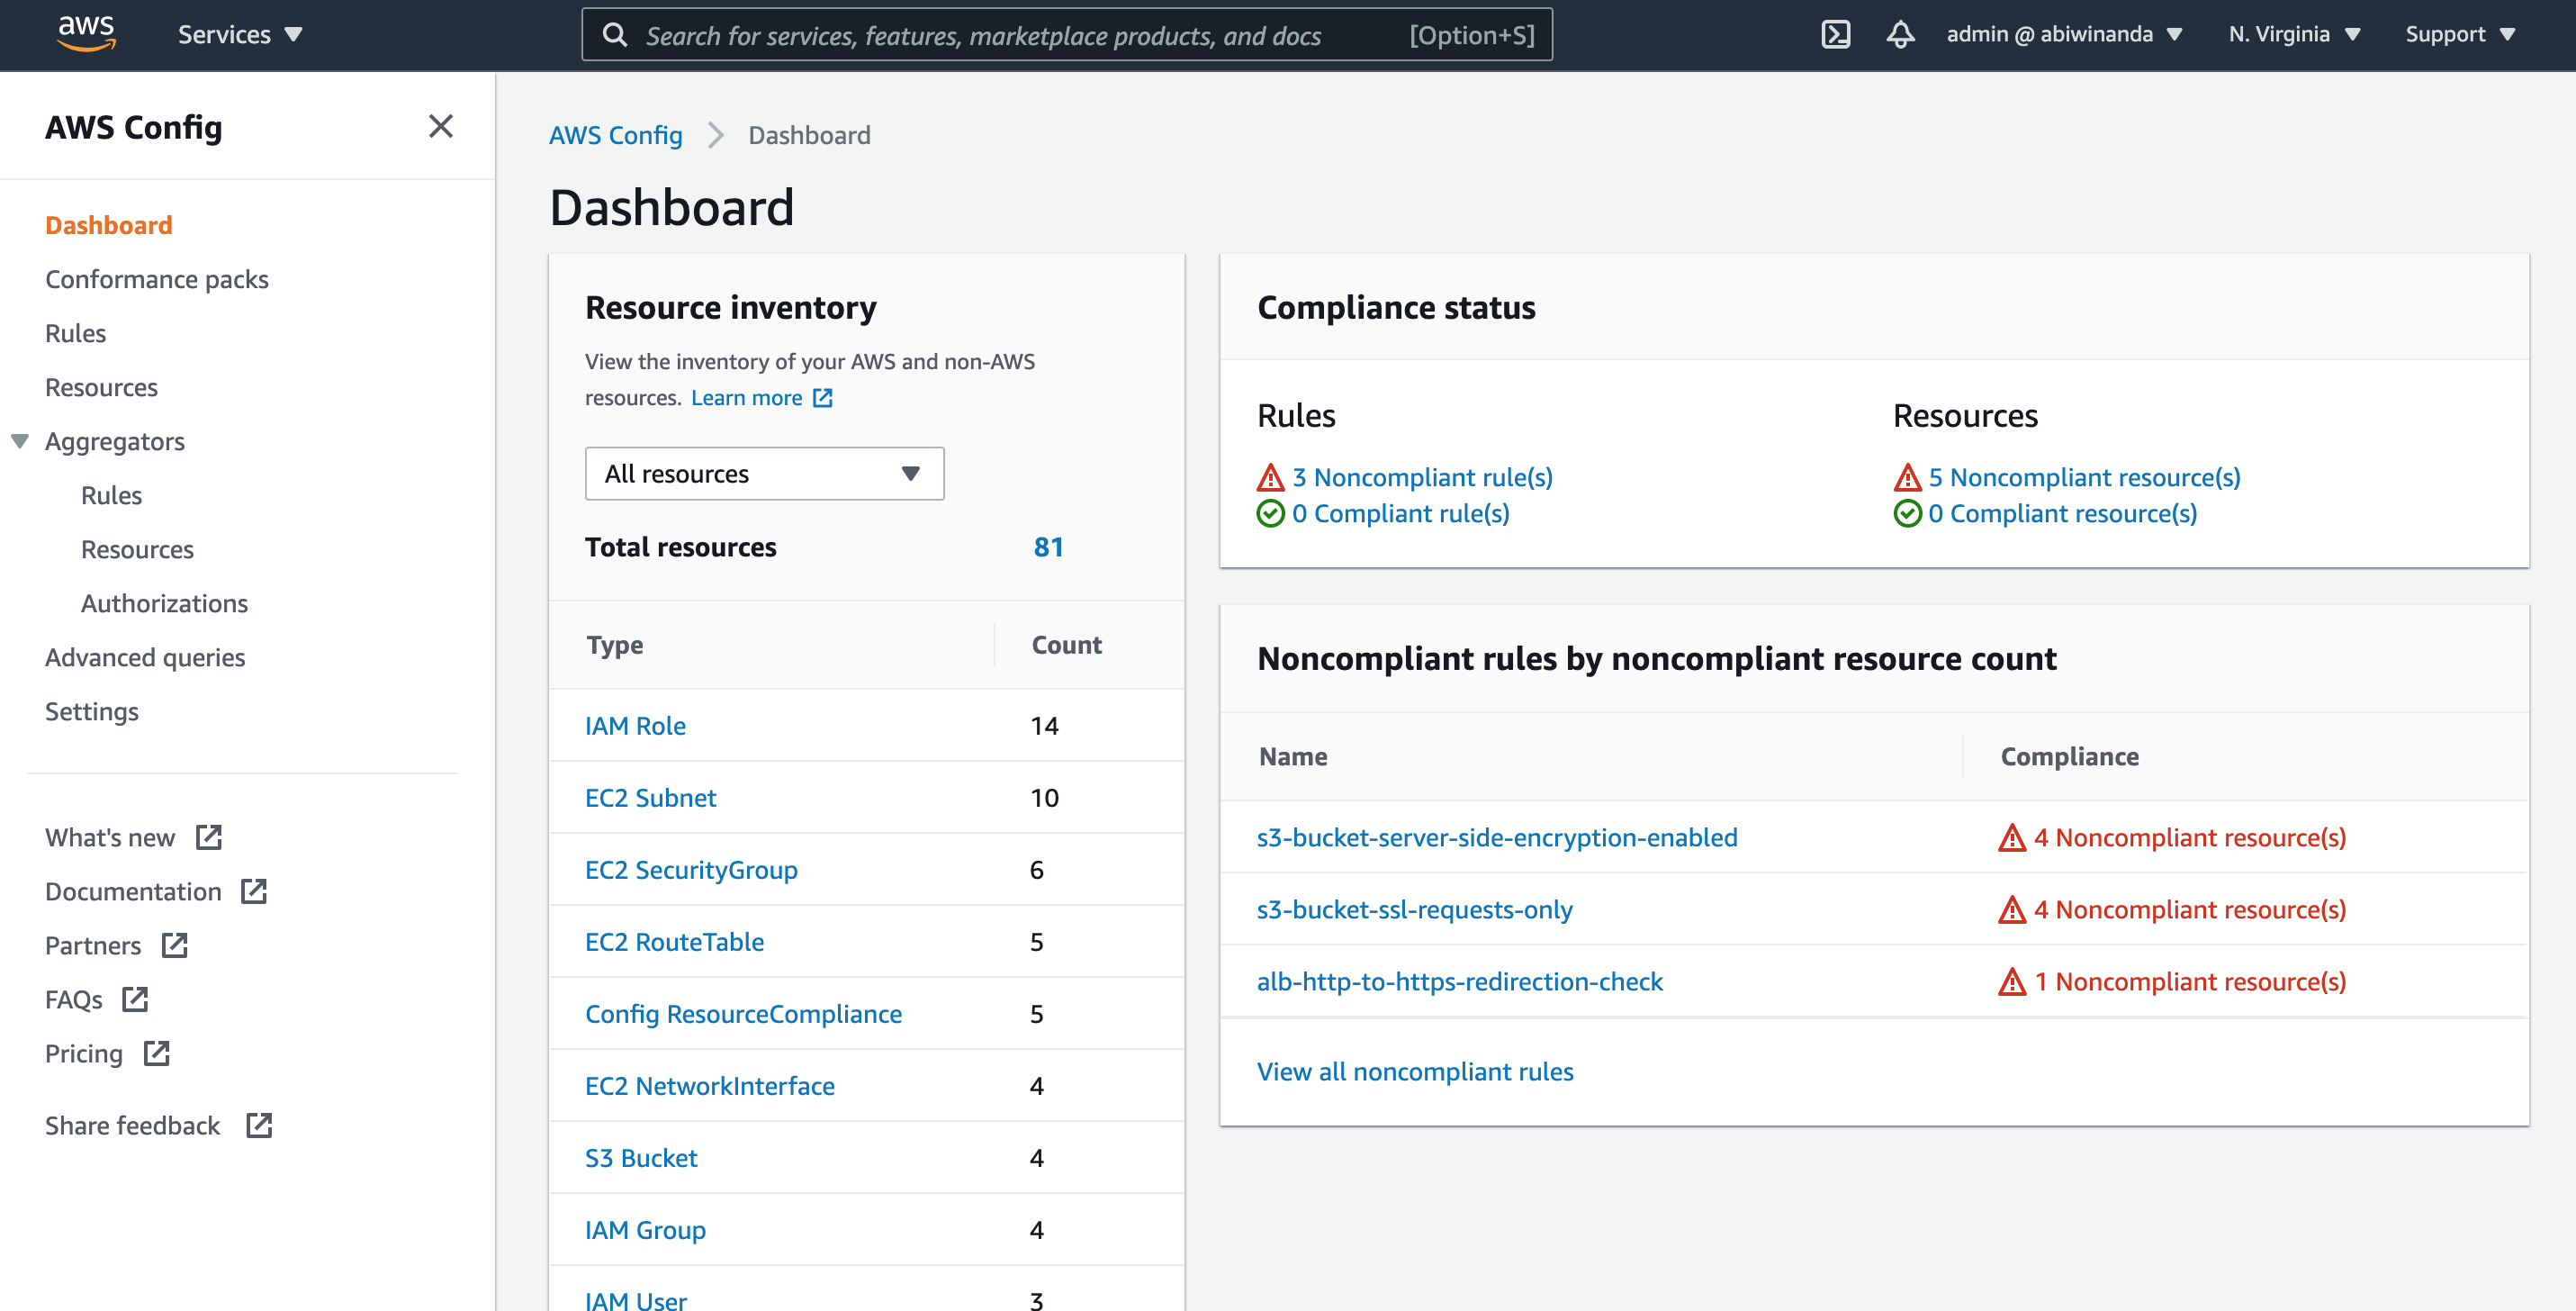 aws
Services
Search for services, features, marketplace products, and docs [Option+S]
admin @ abiwinanda
N. Virginia
Support
AWS Config
Dashboard
Conformance packs
Rules
Resources
Aggregators
Rules
Resources
Authorizations
Advanced queries
Settings
What's new
Documentation
Partners
FAQs
Pricing
Share feedback
AWS Config Dashboard
Dashboard
Resource inventory
View the inventory of your AWS and non-AWS
resources. Learn more
All resources
Total resources 81
Type Count
IAM Role 14
EC2 Subnet 10
EC2 SecurityGroup 6
EC2 RouteTable 5
Config ResourceCompliance 5
EC2 NetworkInterface 4
S3 Bucket 4
IAM Group 4
IAM User 3
Compliance status
Rules
3 Noncompliant rule(s)
0 Compliant rule(s)
Resources
5 Noncompliant resource(s)
0 Compliant resource(s)
Noncompliant rules by noncompliant resource count
Name Compliance
s3-bucket-server-side-encryption-enabled 4 Noncompliant resource(s)
s3-bucket-ssl-requests-only 4 Noncompliant resource(s)
alb-http-to-https-redirection-check 1 Noncompliant resource(s)
View all noncompliant rules